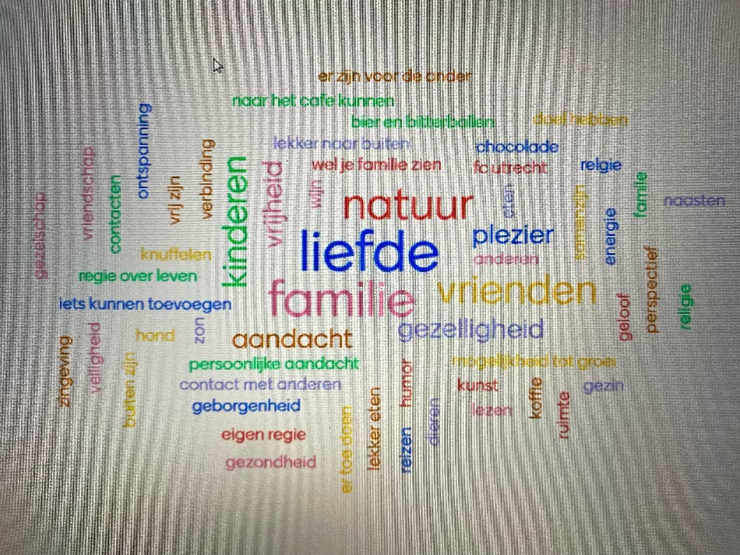 er zijn voor de ander
naar het cafe kunnen
bier en bitterballen
doel hebben
ontspanning
lekker naar buiten
chocolade
vriendschap
verbinding
wel je familie zien
fc utrecht
relgie
kinderen
vrijheid
wijn
contacten
vrij zijn
natuur
eten
samenzijn
familie
naasten
gezelschap
energie
liefde
plezier
knuffelen
anderen
regie over leven
perspectief
iets kunnen toevoegen
familie
vrienden
geloof
religie
zingeving
veiligheid
hond
zon
aandacht
gezelligheid
buiten zijn
persoonlijke aandacht
mogelijkheid tot groei
contact met anderen
humor
kunst
koffie
gezin
geborgenheid
lekker eten
lezen
ruimte
eigen regie
er toe doen
reizen
dieren
gezondheid